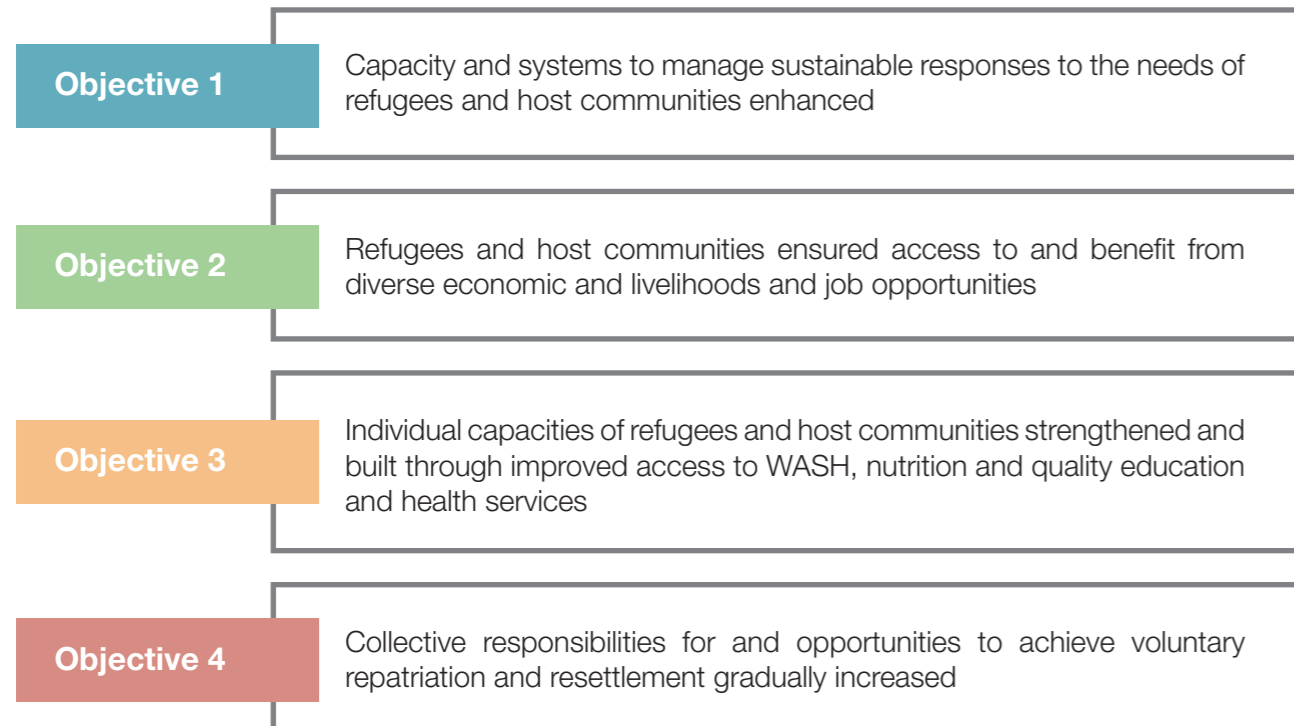 Objective 1
Capacity and systems to manage sustainable responses to the needs of
refugees and host communities enhanced
Objective 2
Refugees and host communities ensured access to and benefit from
diverse economic and livelihoods and job opportunities
Objective 3
Individual capacities of refugees and host communities strengthened and
built through improved access to WASH, nutrition and quality education
and health services
Objective 4
Collective responsibilities for and opportunities to achieve voluntary
repatriation and resettlement gradually increased